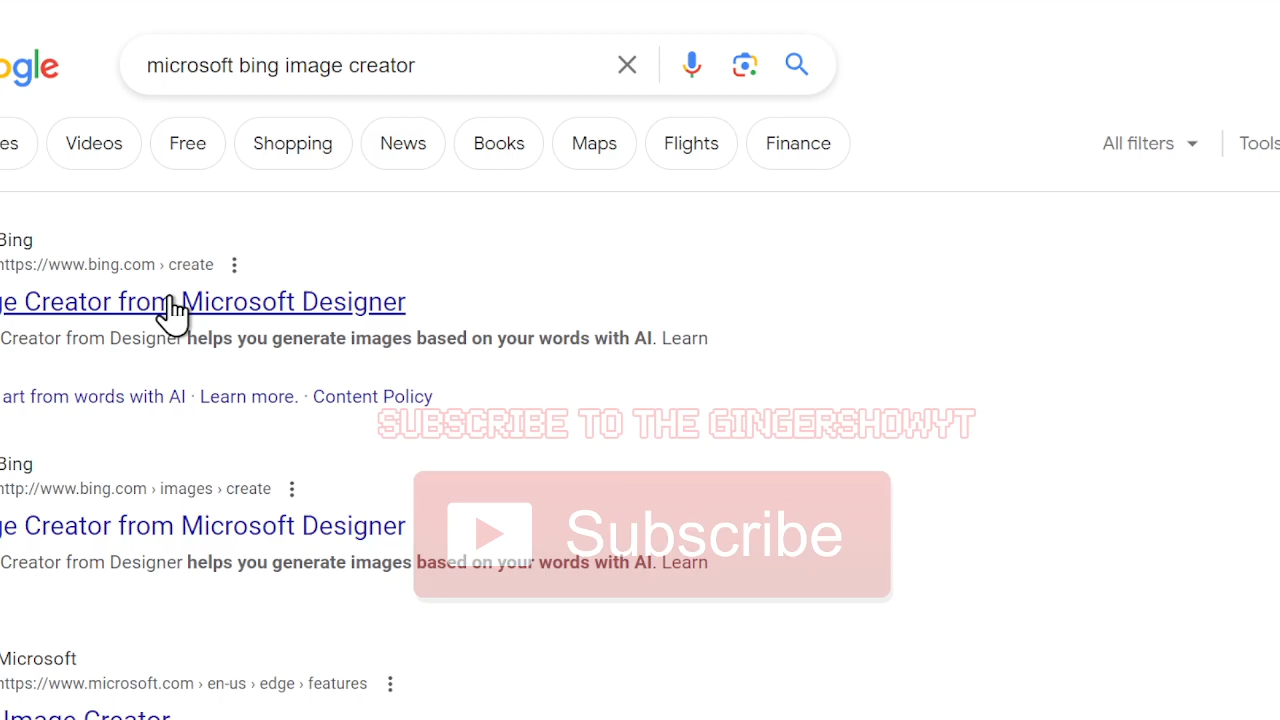 ogle
microsoft bing image creator
es
Videos
Free
Shopping
News
Books
Maps
Flights
Finance
All filters
Tools
Bing
https://www.bing.com › create
ge Creator from Microsoft Designer
Creator from Designer helps you generate images based on your words with AI. Learn
art from words with AI · Learn more. · Content Policy
SUBSCRIBE TO THE GINGERSHOWYT
Bing
http://www.bing.com › images › create
ge Creator from Microsoft Designer
Subscribe
Creator from Designer helps you generate images based on your words with AI. Learn
Microsoft
https://www.microsoft.com › en-us › edge › features
Image Creator